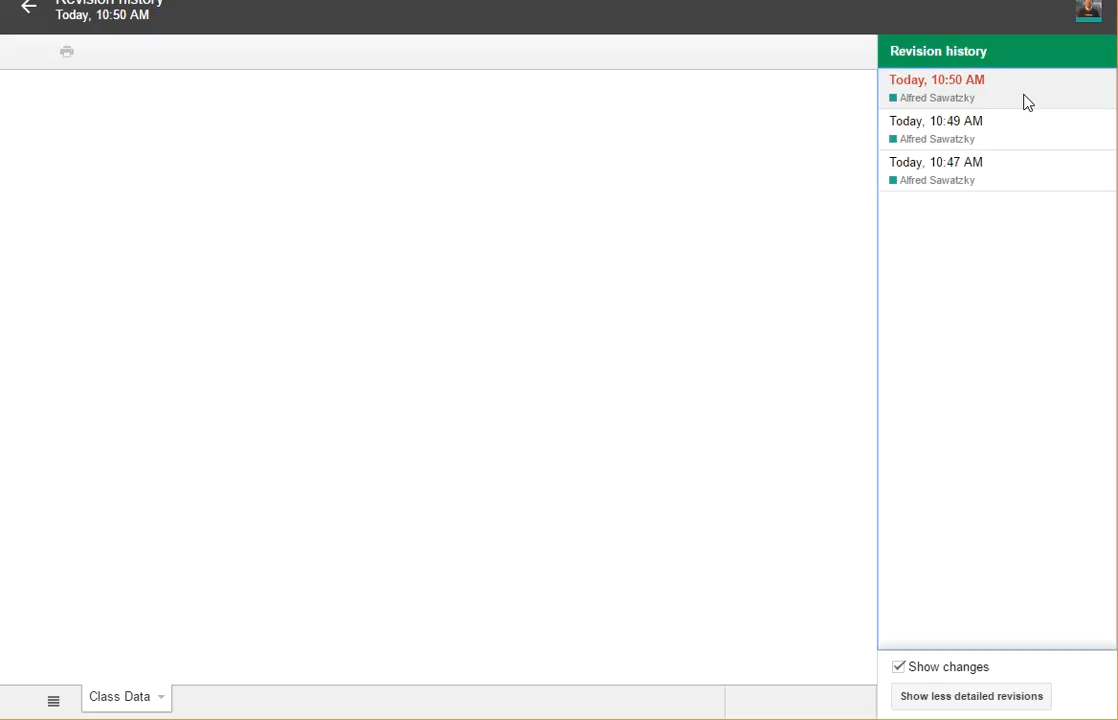 Revision history
Today, 10:50 AM
Revision history
Today, 10:50 AM
Alfred Sawatzky
Today, 10:49 AM
Alfred Sawatzky
Today, 10:47 AM
Alfred Sawatzky
Show changes
Show less detailed revisions
Class Data